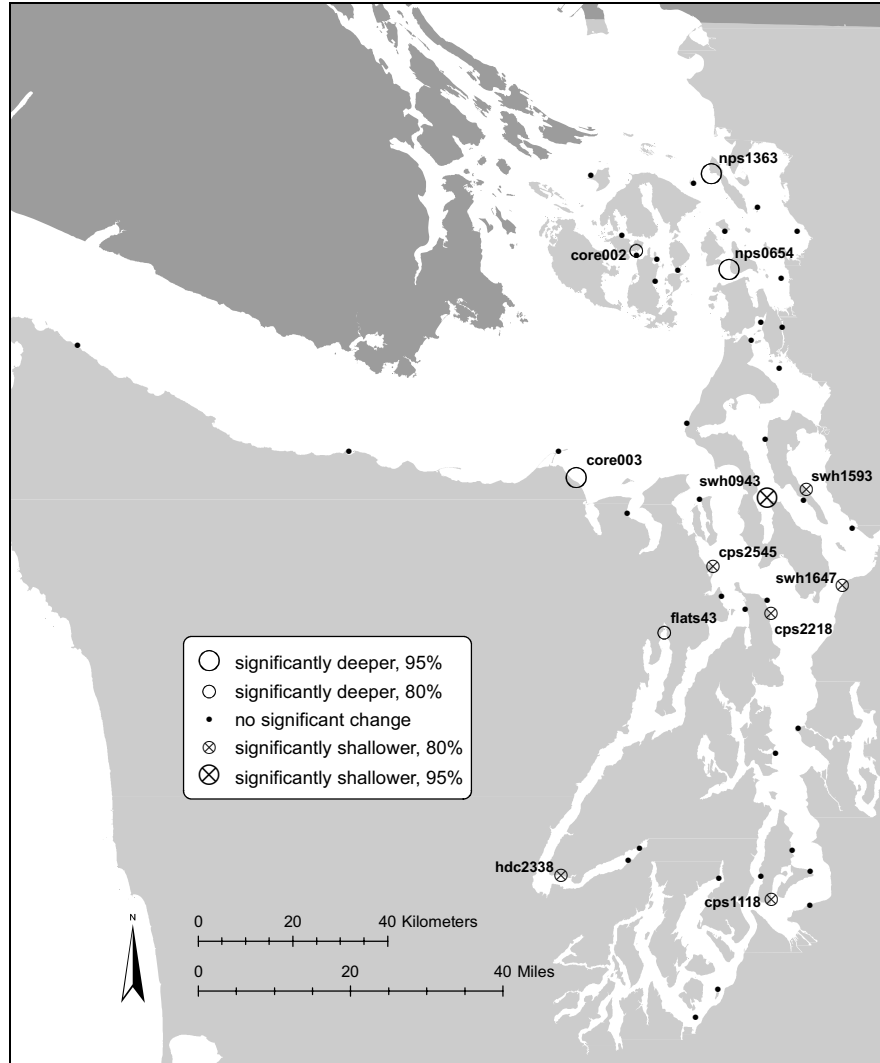 nps1363
core002
nps0654
core003
swh0943
swh1593
cps2545
swh1647
flats43
cps2218
significantly deeper, 95%
significantly deeper, 80%
no significant change
significantly shallower, 80%
significantly shallower, 95%
hdc2338
cps1118
N
0 20 40 Kilometers
0 20 40 Miles